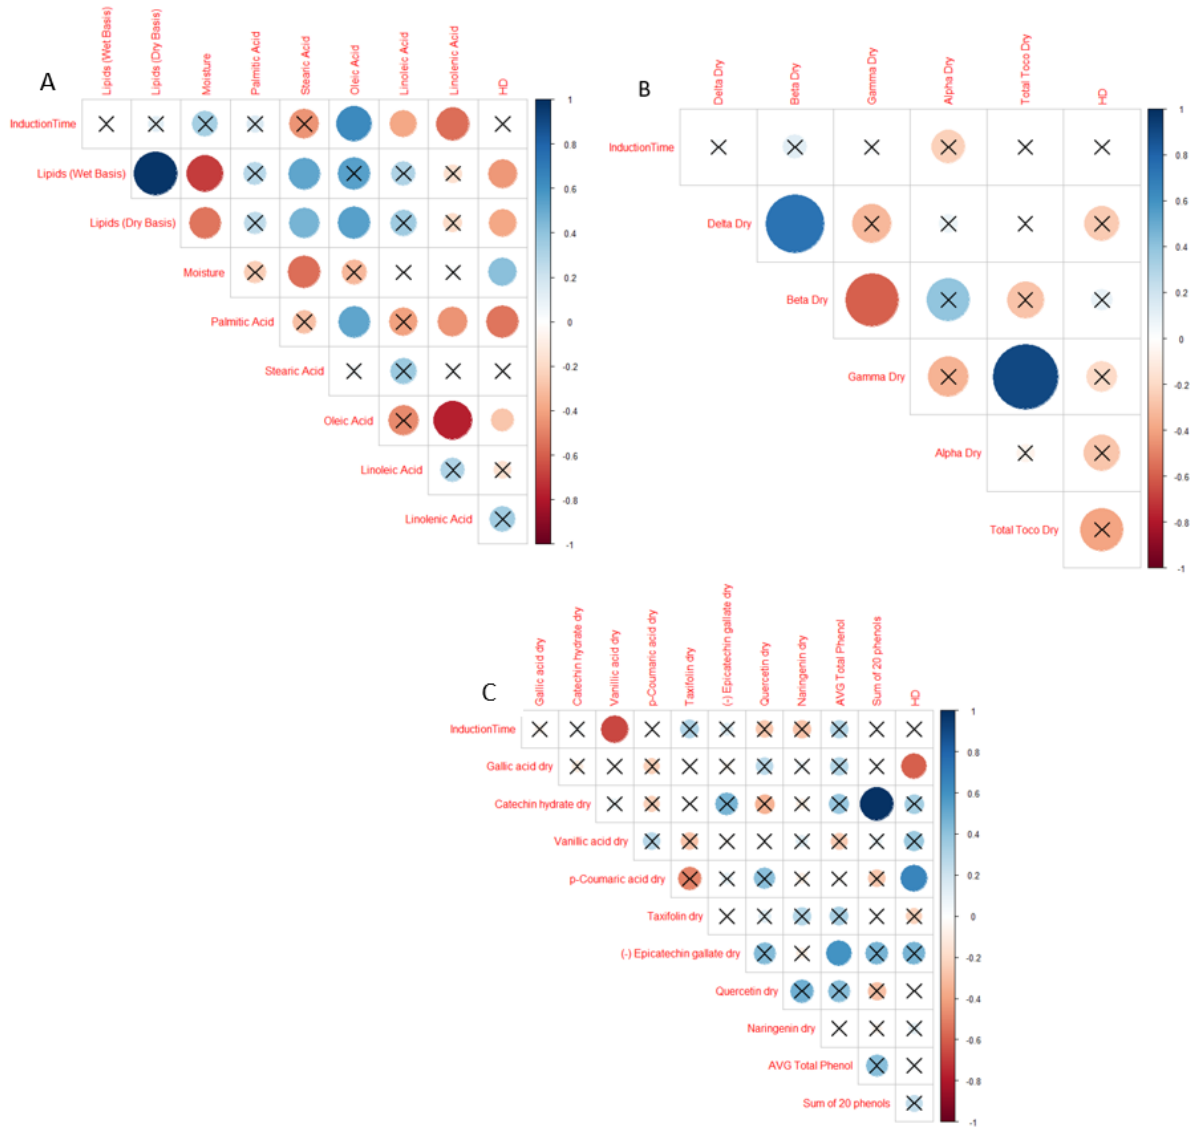 A
Lipids (Wet Basis)
Lipids (Dry Basis)
Moisture
Palmitic Acid
Stearic Acid
Oleic Acid
Linoleic Acid
Linolenic Acid
HD
InductionTime
Lipids (Wet Basis)
Lipids (Dry Basis)
Moisture
Palmitic Acid
Stearic Acid
Oleic Acid
Linoleic Acid
Linolenic Acid
1
0.8
0.6
0.4
0.2
0
-0.2
-0.4
-0.6
-0.8
-1
B
Delta Dry
Beta Dry
Gamma Dry
Alpha Dry
Total Toco Dry
HD
InductionTime
Delta Dry
Beta Dry
Gamma Dry
Alpha Dry
Total Toco Dry
1
0.8
0.6
0.4
0.2
0
-0.2
-0.4
-0.6
-0.8
-1
C
Gallic acid dry
Catechin hydrate dry
Vanillic acid dry
p-Coumaric acid dry
Taxifolin dry
(-) Epicatechin gallate dry
Quercetin dry
Naringenin dry
AVG Total Phenol
Sum of 20 phenols
HD
InductionTime
Gallic acid dry
Catechin hydrate dry
Vanillic acid dry
p-Coumaric acid dry
Taxifolin dry
(-) Epicatechin gallate dry
Quercetin dry
Naringenin dry
AVG Total Phenol
Sum of 20 phenols
1
0.8
0.6
0.4
0.2
0
-0.2
-0.4
-0.6
-0.8
-1